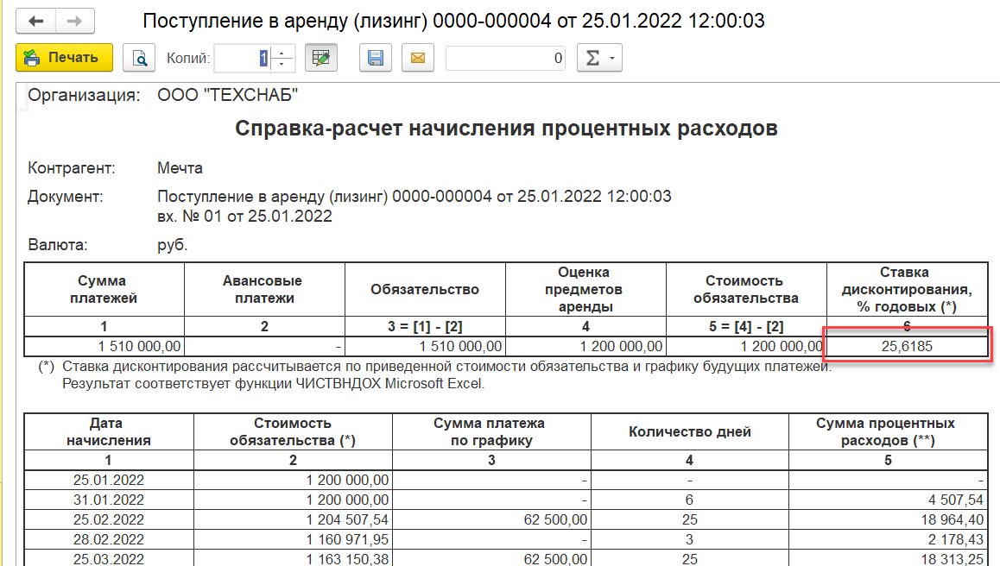 Поступление в аренду (лизинг) 0000-000004 от 25.01.2022 12:00:03
Печать Копий: 1 0 Σ
Организация: ООО "ТЕХСНАБ"
Справка-расчет начисления процентных расходов
Контрагент: Мечта
Документ: Поступление в аренду (лизинг) 0000-000004 от 25.01.2022 12:00:03
вх. № 01 от 25.01.2022
Валюта: руб.
Сумма платежей Авансовые платежи Обязательство Оценка предметов аренды Стоимость обязательства Ставка дисконтирования, % годовых (*)
1 2 3 = [1] - [2] 4 5 = [4] - [2] 6
1 510 000,00 - 1 510 000,00 1 200 000,00 1 200 000,00 25,6185
(*) Ставка дисконтирования рассчитывается по приведенной стоимости обязательства и графику будущих платежей.
Результат соответствует функции ЧИСТВНДОХ Microsoft Excel.
Дата начисления Стоимость обязательства (*) Сумма платежа по графику Количество дней Сумма процентных расходов (**)
1 2 3 4 5
25.01.2022 1 200 000,00 - - -
31.01.2022 1 200 000,00 - 6 4 507,54
25.02.2022 1 204 507,54 62 500,00 25 18 964,40
28.02.2022 1 160 971,95 - 3 2 178,43
25.03.2022 1 163 150,38 62 500,00 25 18 313,25